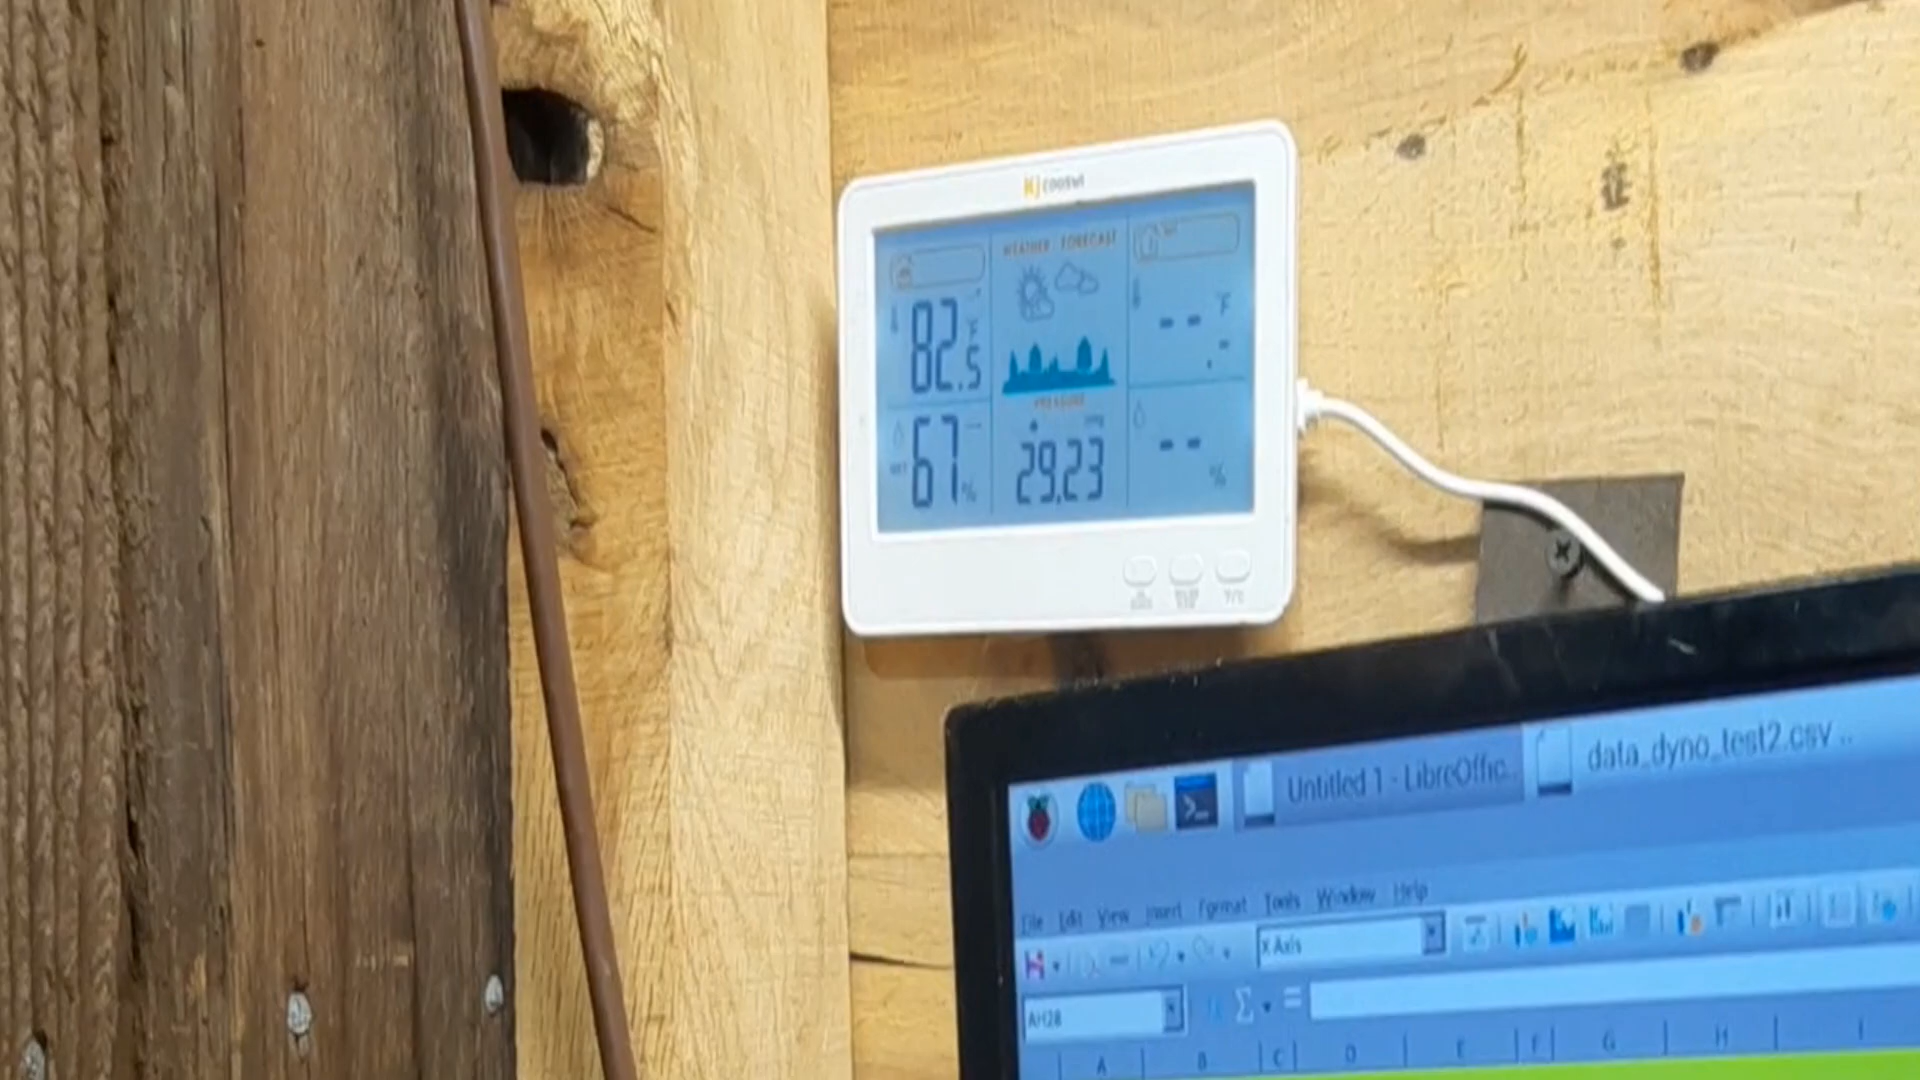 COOSWI
WEATHER FORECAST
82.5
°F
PRESSURE
67%
29.23
-- °F
-- %
°F/°C
Untitled 1 - LibreOffic...
data_dyno_test2.csv ...
File Edit View Insert Format Tools Window Help
X Axis
AH28
Σ =
A B C D E F G H I